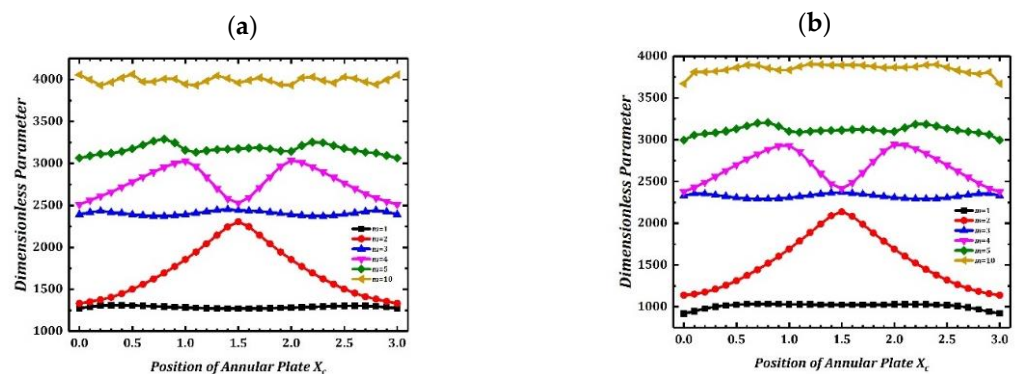 (a)
Dimensionless Parameter
4000
3500
3000
2500
2000
1500
1000
m=1
m=2
m=3
m=4
m=5
m=10
0.0 0.5 1.0 1.5 2.0 2.5 3.0
Position of Annular Plate Xc
(b)
Dimensionless Parameter
4000
3500
3000
2500
2000
1500
1000
m=1
m=2
m=3
m=4
m=5
m=10
0.0 0.5 1.0 1.5 2.0 2.5 3.0
Position of Annular Plate Xc